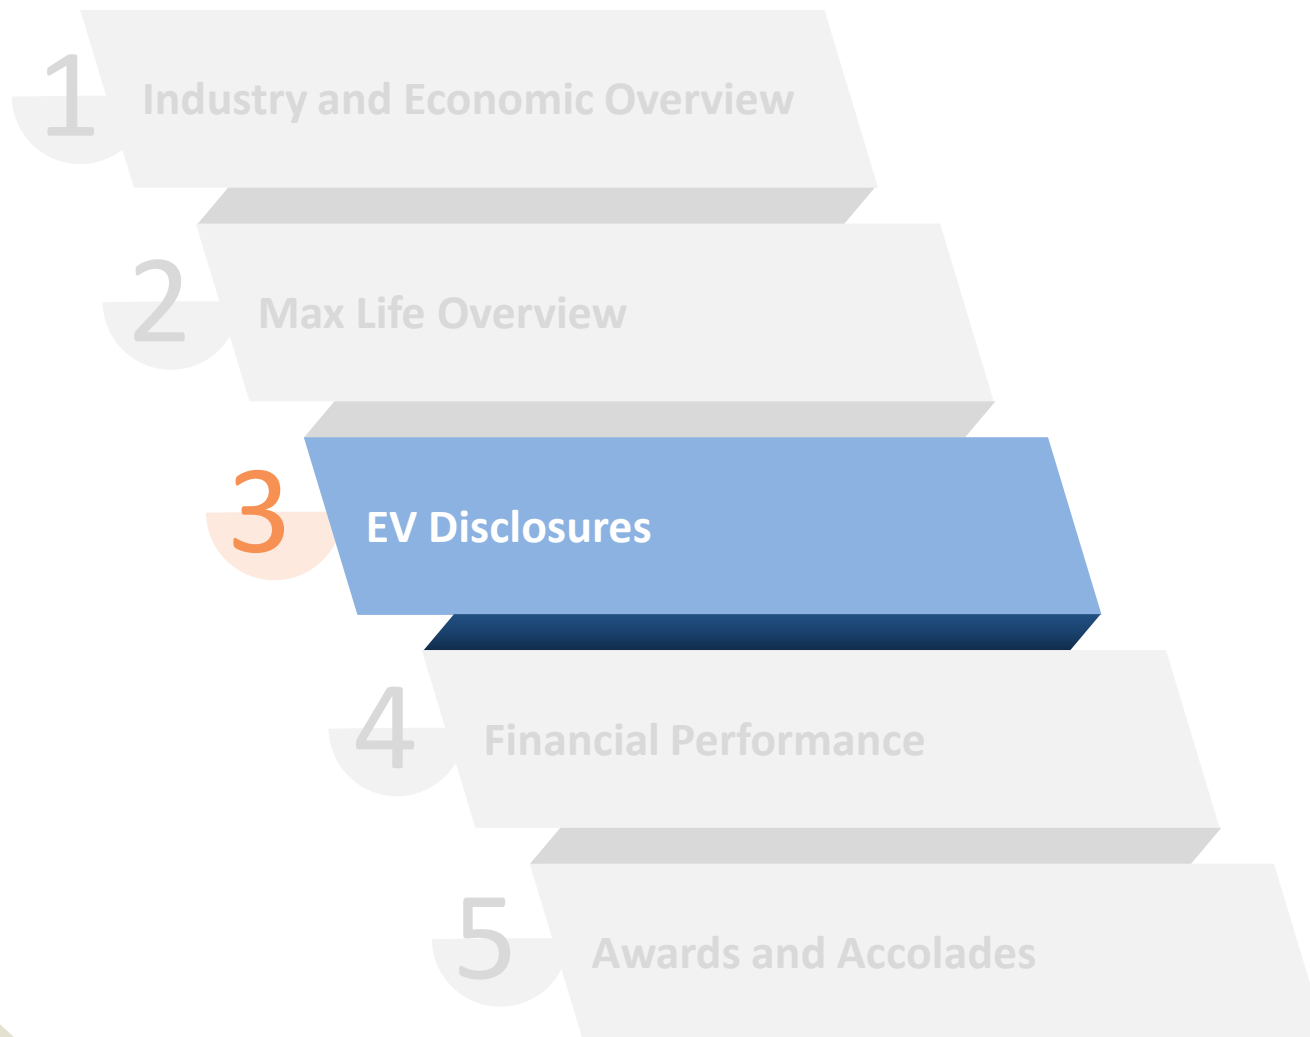 1
Industry and Economic Overview
2
Max Life Overview
3
EV Disclosures
4
Financial Performance
5
Awards and Accolades